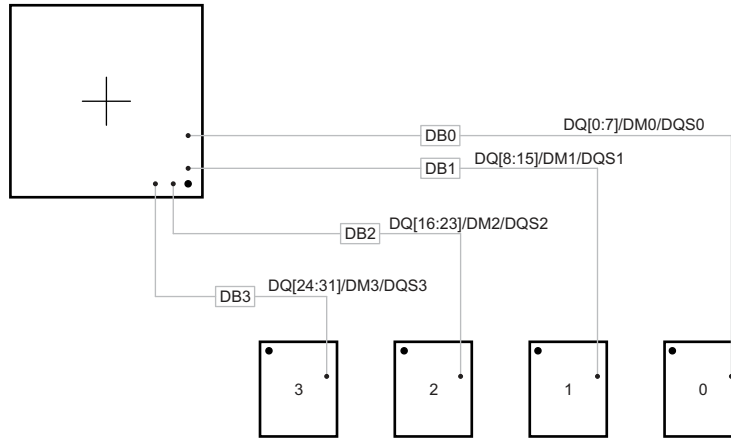 DB0 DQ[0:7]/DM0/DQS0
DB1 DQ[8:15]/DM1/DQS1
DB2 DQ[16:23]/DM2/DQS2
DB3 DQ[24:31]/DM3/DQS3
3 2 1 0